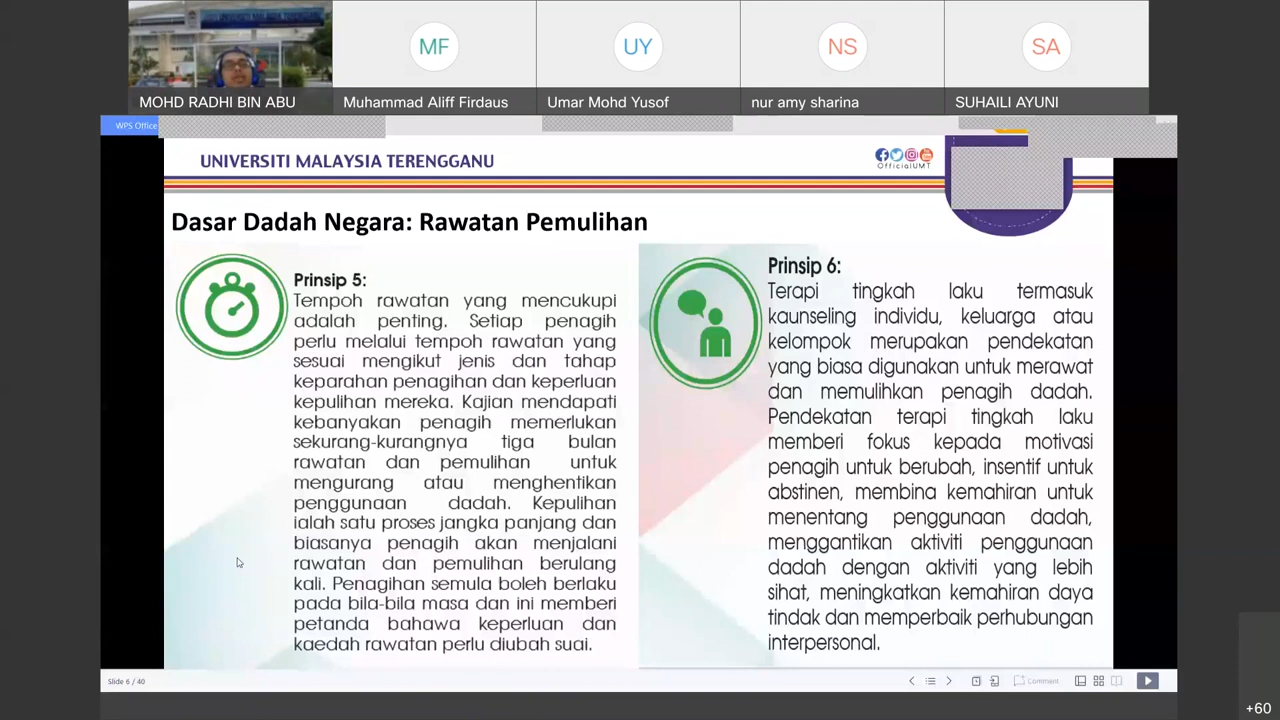 MF
UY
NS
SA
MOHD RADHI BIN ABU
Muhammad Aliff Firdaus
Umar Mohd Yusof
nur amy sharina
SUHAILI AYUNI
WPS Office
UNIVERSITI MALAYSIA TERENGGANU
OfficialUMT
Dasar Dadah Negara: Rawatan Pemulihan
Prinsip 5:
Tempoh rawatan yang mencukupi
adalah penting. Setiap penagih
perlu melalui tempoh rawatan yang
sesuai mengikut jenis dan tahap
keparahan penagihan dan keperluan
kepulihan mereka. Kajian mendapati
kebanyakan penagih memerlukan
sekurang-kurangnya tiga bulan
rawatan dan pemulihan untuk
mengurang atau menghentikan
penggunaan dadah. Kepulihan
ialah satu proses jangka panjang dan
biasanya penagih akan menjalani
rawatan dan pemulihan berulang
kali. Penagihan semula boleh berlaku
pada bila-bila masa dan ini memberi
petanda bahawa keperluan dan
kaedah rawatan perlu diubah suai.
Prinsip 6:
Terapi tingkah laku termasuk
kaunseling individu, keluarga atau
kelompok merupakan pendekatan
yang biasa digunakan untuk merawat
dan memulihkan penagih dadah.
Pendekatan terapi tingkah laku
memberi fokus kepada motivasi
penagih untuk berubah, insentif untuk
abstinen, membina kemahiran untuk
menentang penggunaan dadah,
menggantikan aktiviti penggunaan
dadah dengan aktiviti yang lebih
sihat, meningkatkan kemahiran daya
tindak dan memperbaik perhubungan
interpersonal.
Slide 6 / 40
Comment
+60